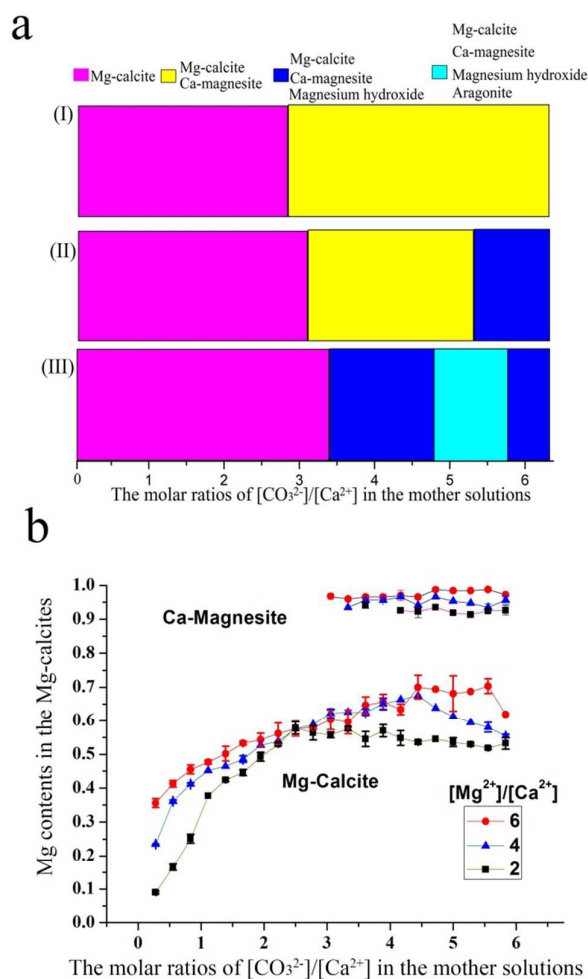 a
Mg-calcite
Mg-calcite
Ca-magnesite
Mg-calcite
Ca-magnesite
Magnesium hydroxide
Mg-calcite
Ca-magnesite
Magnesium hydroxide
Aragonite
(I)
(II)
(III)
0 1 2 3 4 5 6
The molar ratios of [CO₃²⁻]/[Ca²⁺] in the mother solutions
b
Mg contents in the Mg-calcites
1.0
0.9
0.8
0.7
0.6
0.5
0.4
0.3
0.2
0.1
0.0
Ca-Magnesite
Mg-Calcite
[Mg²⁺]/[Ca²⁺]
6
4
2
0 1 2 3 4 5 6
The molar ratios of [CO₃²⁻]/[Ca²⁺] in the mother solutions